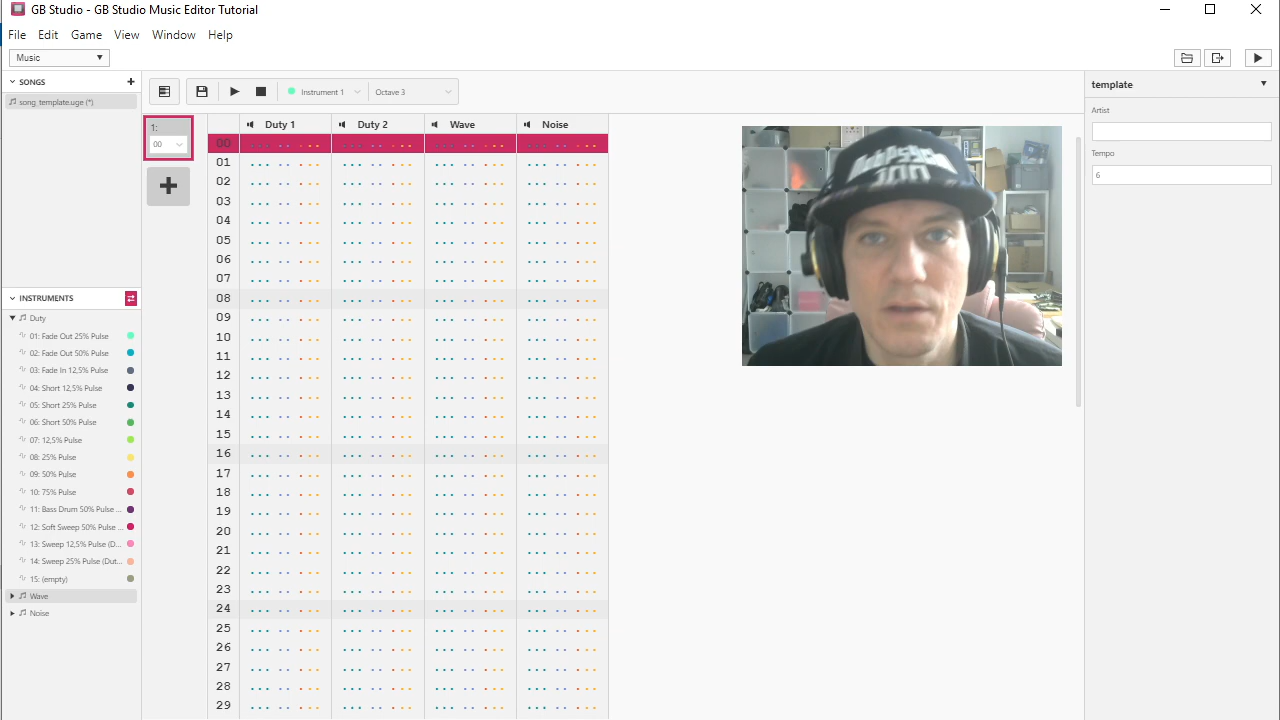 GB Studio - GB Studio Music Editor Tutorial
File Edit Game View Window Help
Music
SONGS
song_template.uge (*)
INSTRUMENTS
Duty
01: Fade Out 25% Pulse
02: Fade Out 50% Pulse
03: Fade In 12,5% Pulse
04: Short 12,5% Pulse
05: Short 25% Pulse
06: Short 50% Pulse
07: 12,5% Pulse
08: 25% Pulse
09: 50% Pulse
10: 75% Pulse
11: Bass Drum 50% Pulse ...
12: Soft Sweep 50% Pulse ...
13: Sweep 12,5% Pulse (D...
14: Sweep 25% Pulse (Dut...
15: (empty)
Wave
Noise
Instrument 1 Octave 3
1:
00
Duty 1 Duty 2 Wave Noise
00
01
02
03
04
05
06
07
08
09
10
11
12
13
14
15
16
17
18
19
20
21
22
23
24
25
26
27
28
29
100
template
Artist
Tempo
6